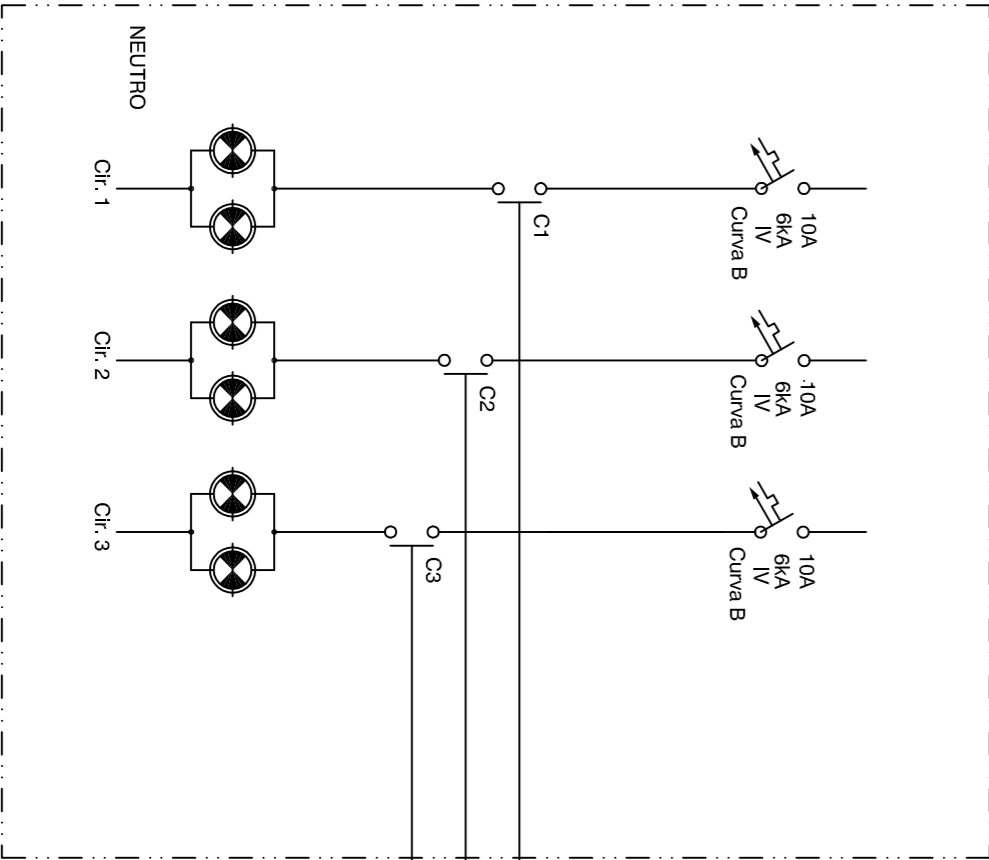 NEUTRO
Cir. 1
C1
10A
6kA
IV
Curva B
Cir. 2
C2
10A
6kA
IV
Curva B
Cir. 3
C3
10A
6kA
IV
Curva B